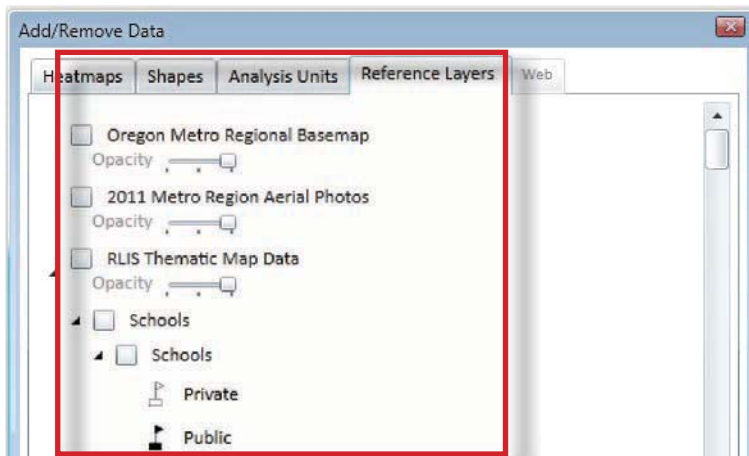 Add/Remove Data
Heatmaps Shapes Analysis Units Reference Layers Web
Oregon Metro Regional Basemap
Opacity
2011 Metro Region Aerial Photos
Opacity
RLIS Thematic Map Data
Opacity
Schools
Schools
Private
Public